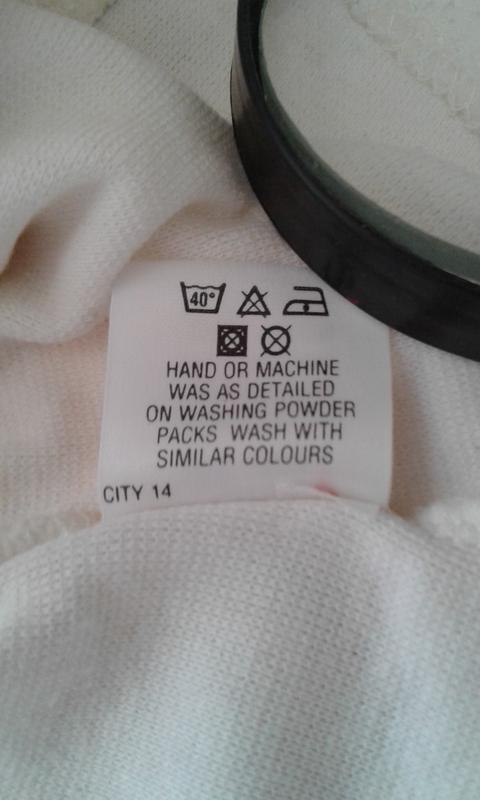 40°
HAND OR MACHINE
WAS AS DETAILED
ON WASHING POWDER
PACKS WASH WITH
SIMILAR COLOURS
CITY 14